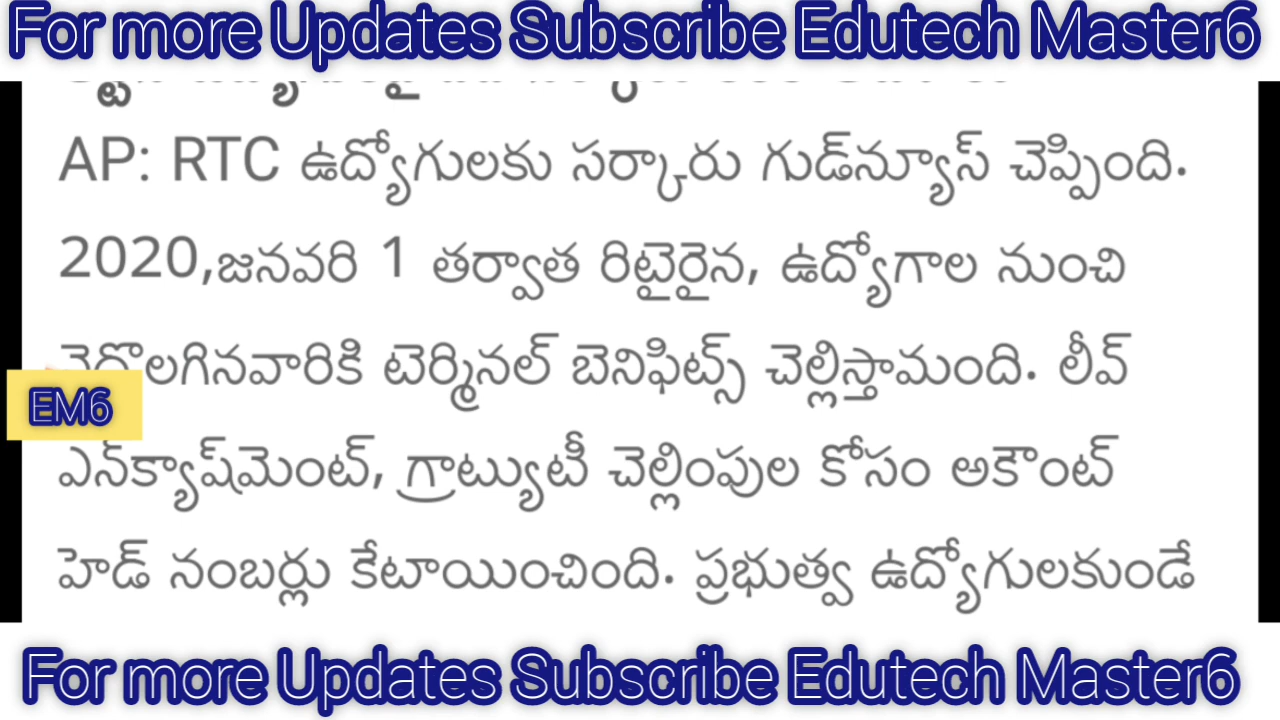 For more Updates Subscribe Edutech Master6
AP: RTC ఉద్యోగులకు సర్కారు గుడ్‌న్యూస్ చెప్పింది.
2020,జనవరి 1 తర్వాత రిటైరైన, ఉద్యోగాల నుంచి
వైదొలగినవారికి టెర్మినల్ బెనిఫిట్స్ చెల్లిస్తామంది. లీవ్
EM6
ఎన్‌క్యాష్‌మెంట్, గ్రాట్యుటీ చెల్లింపుల కోసం అకౌంట్
హెడ్ నంబర్లు కేటాయించింది. ప్రభుత్వ ఉద్యోగులకుండే
For more Updates Subscribe Edutech Master6